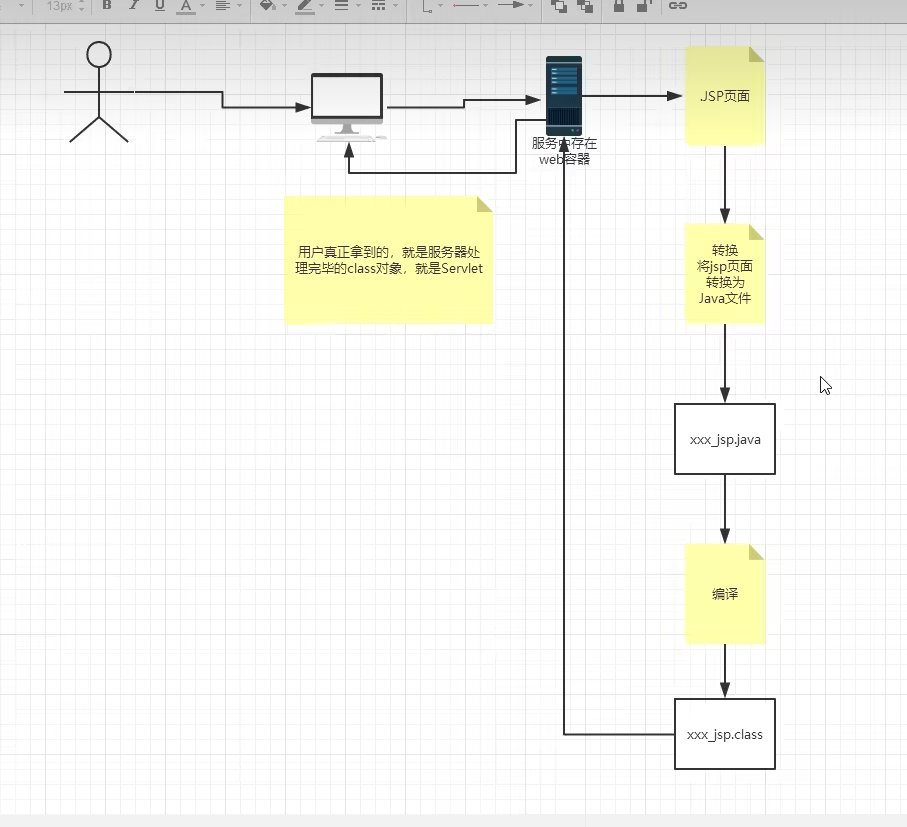 13px
B
I
U
A
.JSP页面
服务中存在
web容器
用户真正拿到的，就是服务器处
理完毕的class对象，就是Servlet
转换
将jsp页面
转换为
Java文件
xxx_jsp.java
编译
xxx_jsp.class